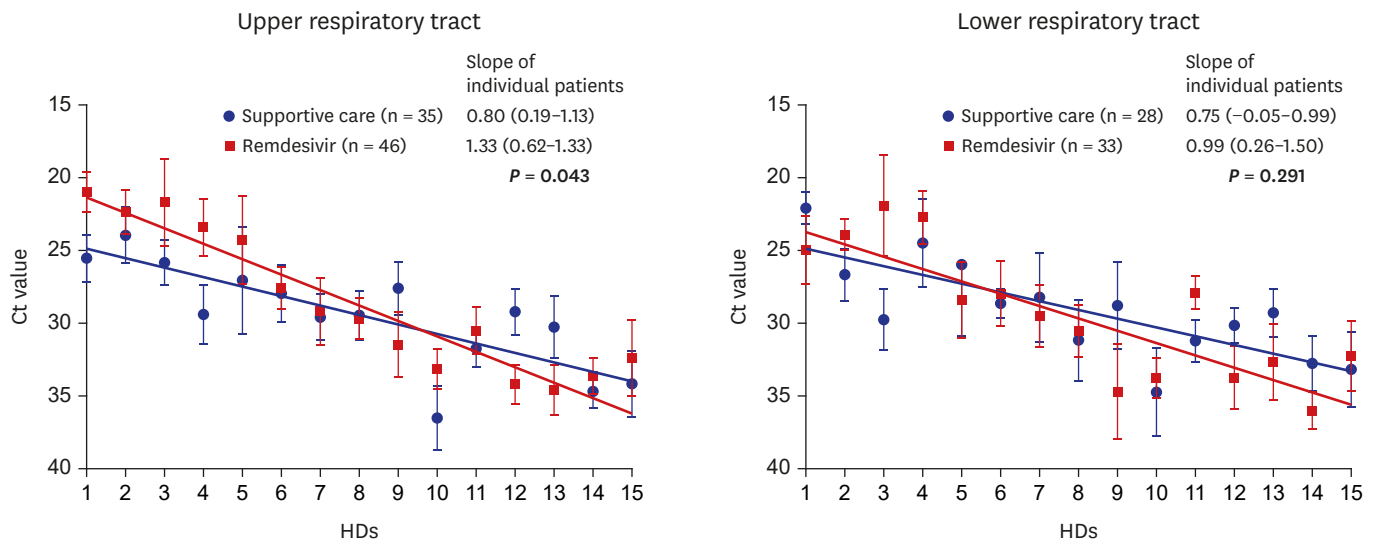 Upper respiratory tract
Slope of
individual patients
Supportive care (n = 35) 0.80 (0.19–1.13)
Remdesivir (n = 46) 1.33 (0.62–1.33)
P = 0.043
15
20
25
30
35
40
Ct value
1 2 3 4 5 6 7 8 9 10 11 12 13 14 15
HDs
Lower respiratory tract
Slope of
individual patients
Supportive care (n = 28) 0.75 (−0.05–0.99)
Remdesivir (n = 33) 0.99 (0.26–1.50)
P = 0.291
15
20
25
30
35
40
Ct value
1 2 3 4 5 6 7 8 9 10 11 12 13 14 15
HDs